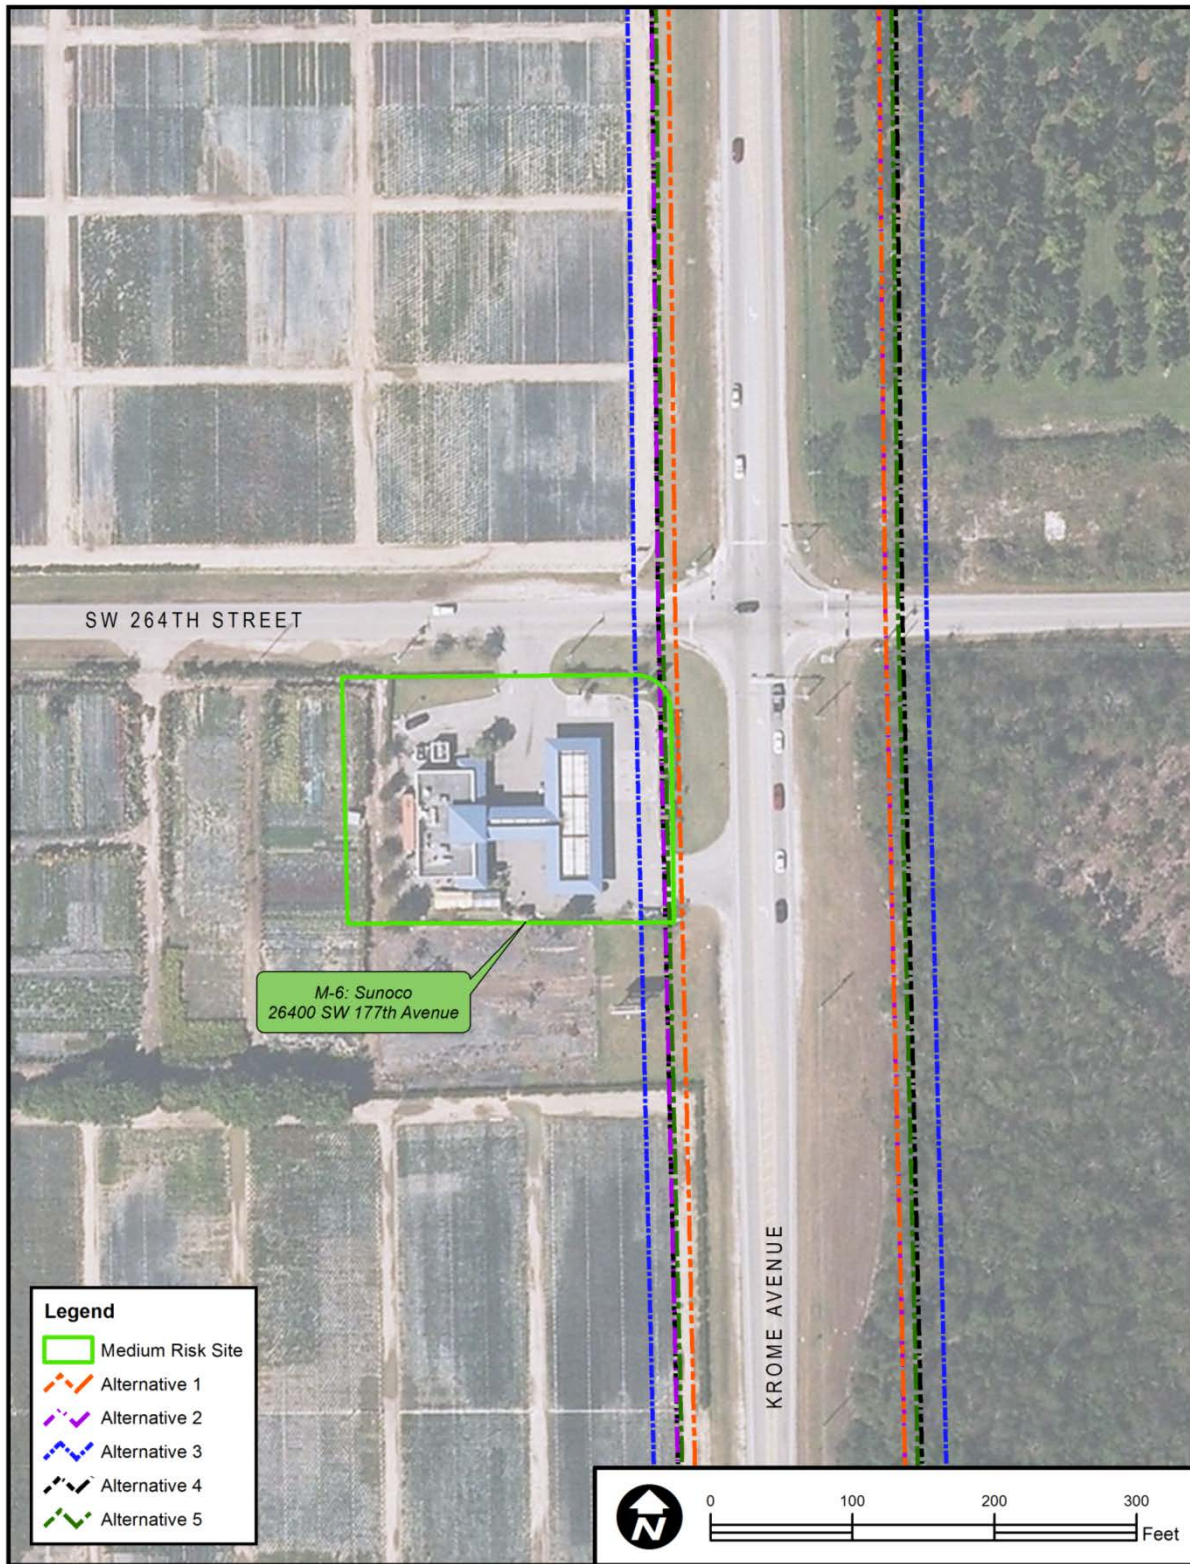 SW 264TH STREET
M-6: Sunoco
26400 SW 177th Avenue
KROME AVENUE
Legend
Medium Risk Site
Alternative 1
Alternative 2
Alternative 3
Alternative 4
Alternative 5
N
0 100 200 300
Feet